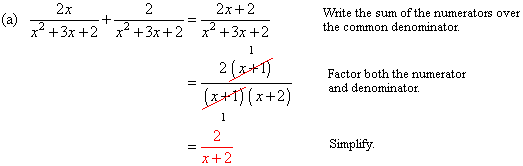 (a) 2x/(x²+3x+2) + 2/(x²+3x+2) = (2x+2)/(x²+3x+2) Write the sum of the numerators over
the common denominator.
1
= 2(x+1)/((x+1)(x+2)) Factor both the numerator
and denominator.
1
= 2/(x+2) Simplify.